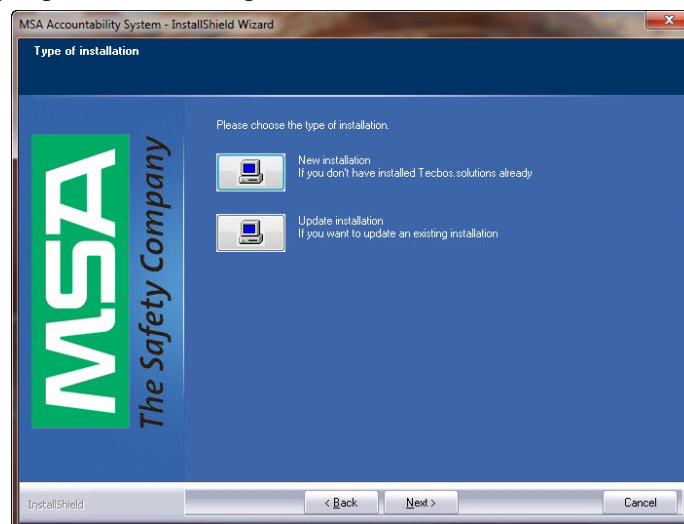 MSA Accountability System - InstallShield Wizard
Type of installation
Please choose the type of installation.
New installation
If you don't have installed Tecbos.solutions already
Update installation
If you want to update an existing installation
MSA
The Safety Company
InstallShield
< Back
Next >
Cancel